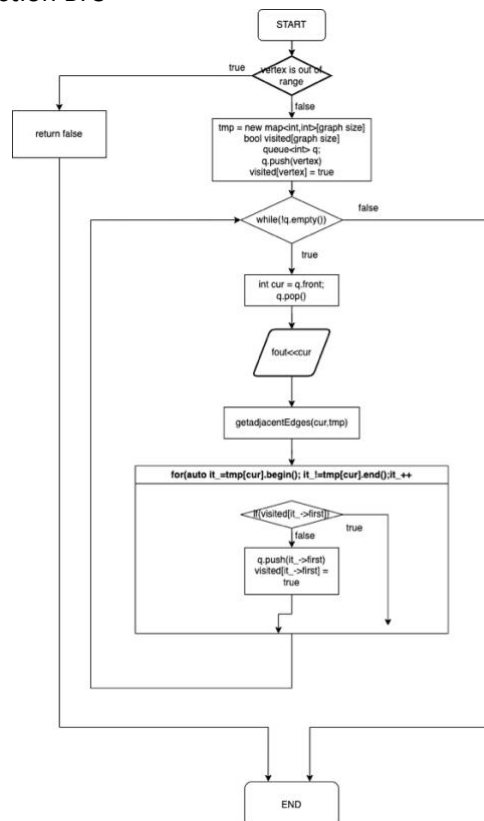 START
true
vertex is out of
range
false
return false
tmp = new map<int,int>[graph size]
bool visited[graph size]
queue<int> q;
q.push(vertex)
visited[vertex] = true
while(!q.empty())
false
true
int cur = q.front;
q.pop()
fout<<cur
getadjacentEdges(cur,tmp)
for(auto it_=tmp[cur].begin(); it_!=tmp[cur].end();it_++
if(visited[it_->first])
true
false
q.push(it_->first)
visited[it_->first] =
true
END